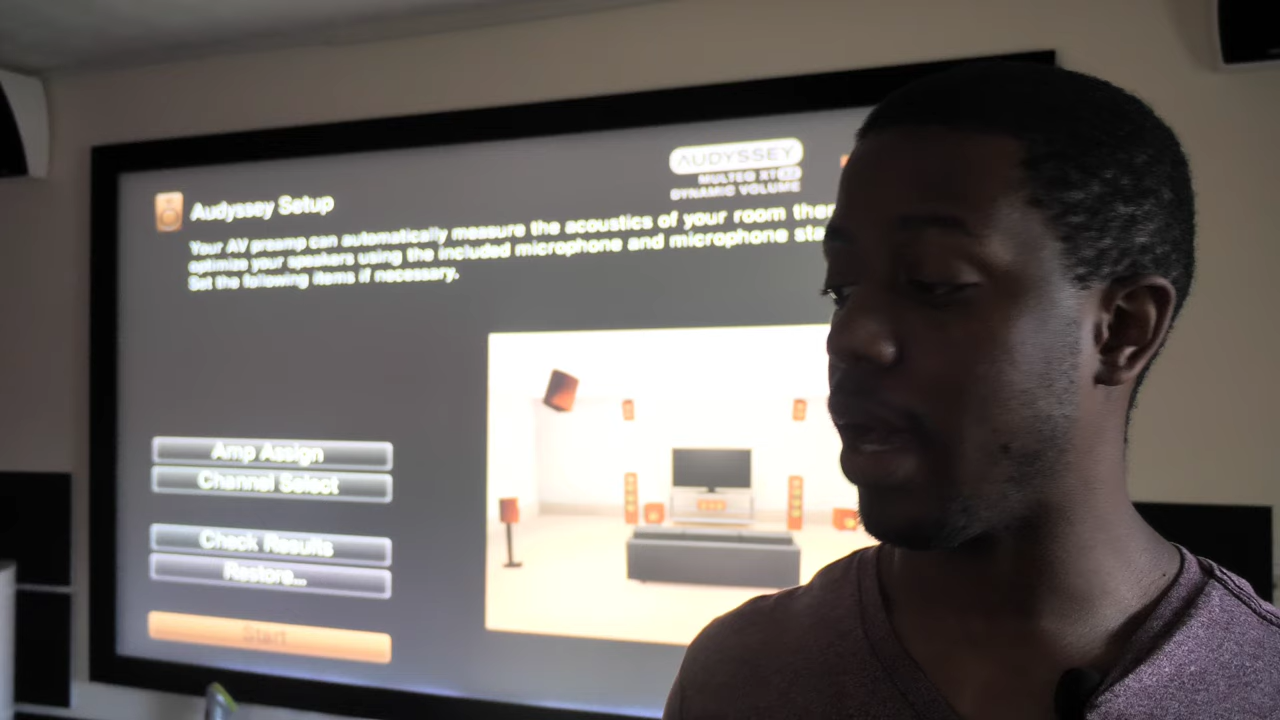 AUDYSSEY
MULTEQ XT32
DYNAMIC VOLUME
Audyssey Setup
Your AV preamp can automatically measure the acoustics of your room then
optimize your speakers using the included microphone and microphone sta
Set the following items if necessary.
Amp Assign
Channel Select
Check Results
Restore...
Start